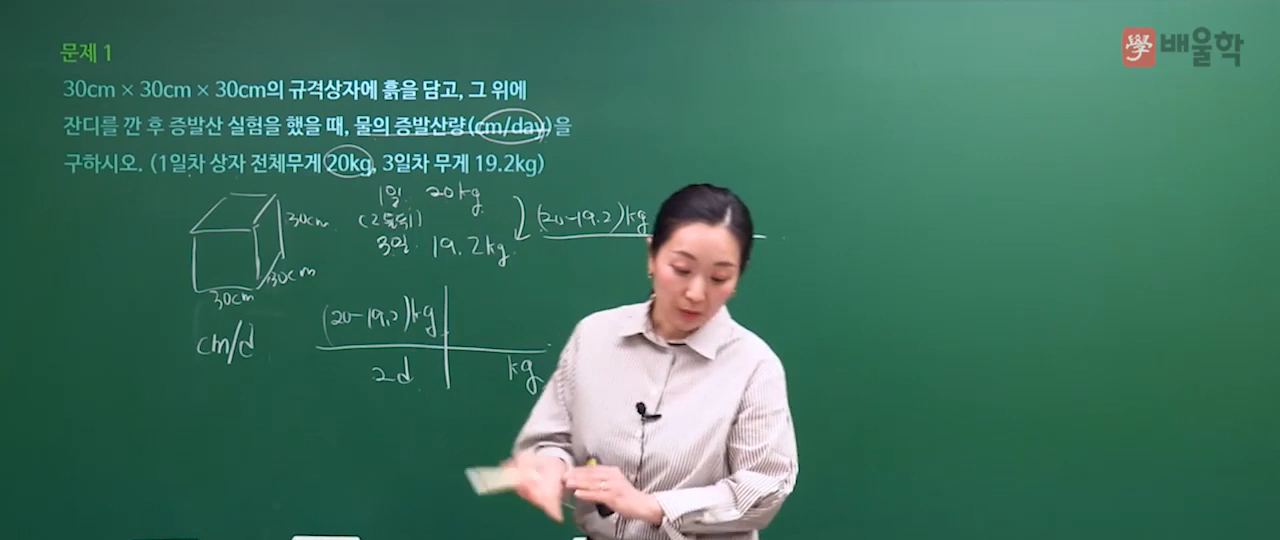 學 배울학
문제 1
30cm × 30cm × 30cm의 규격상자에 흙을 담고, 그 위에
잔디를 깐 후 증발산 실험을 했을 때, 물의 증발산량(cm/day)을
구하시오. (1일차 상자 전체무게 20kg, 3일차 무게 19.2kg)
1일. 20kg
3일. 19.2kg
(20-19.2)kg
30cm
30cm
30cm
cm/d
(20-19.2)kg
2d
kg